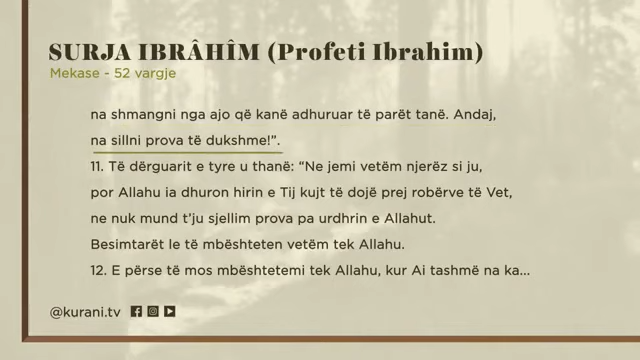 SURJA IBRÂHÎM (Profeti Ibrahim)
Mekase - 52 vargje
na shmangni nga ajo që kanë adhuruar të parët tanë. Andaj,
na sillni prova të dukshme!”.
11. Të dërguarit e tyre u thanë: “Ne jemi vetëm njerëz si ju,
por Allahu ia dhuron hirin e Tij kujt të dojë prej robërve të Vet,
ne nuk mund t’ju sjellim prova pa urdhrin e Allahut.
Besimtarët le të mbështeten vetëm tek Allahu.
12. E përse të mos mbështetemi tek Allahu, kur Ai tashmë na ka...
@kurani.tv